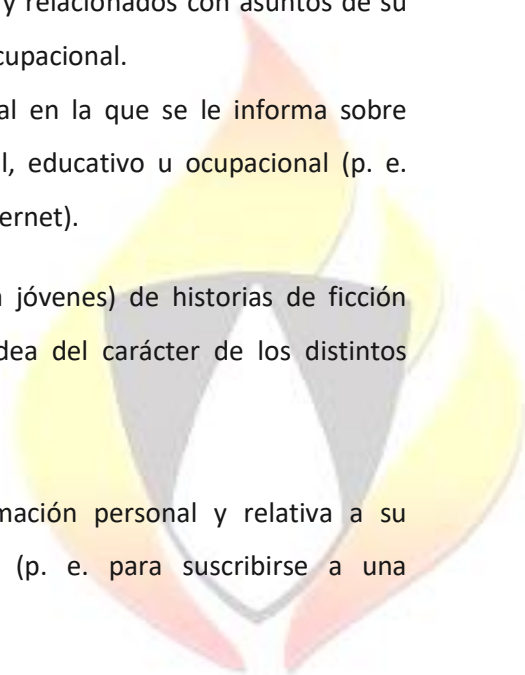 y relacionados con asuntos de su
cupacional.
al en la que se le informa sobre
l, educativo u ocupacional (p. e.
ernet).
jóvenes) de historias de ficción
dea del carácter de los distintos
mación personal y relativa a su
(p. e. para suscribirse a una